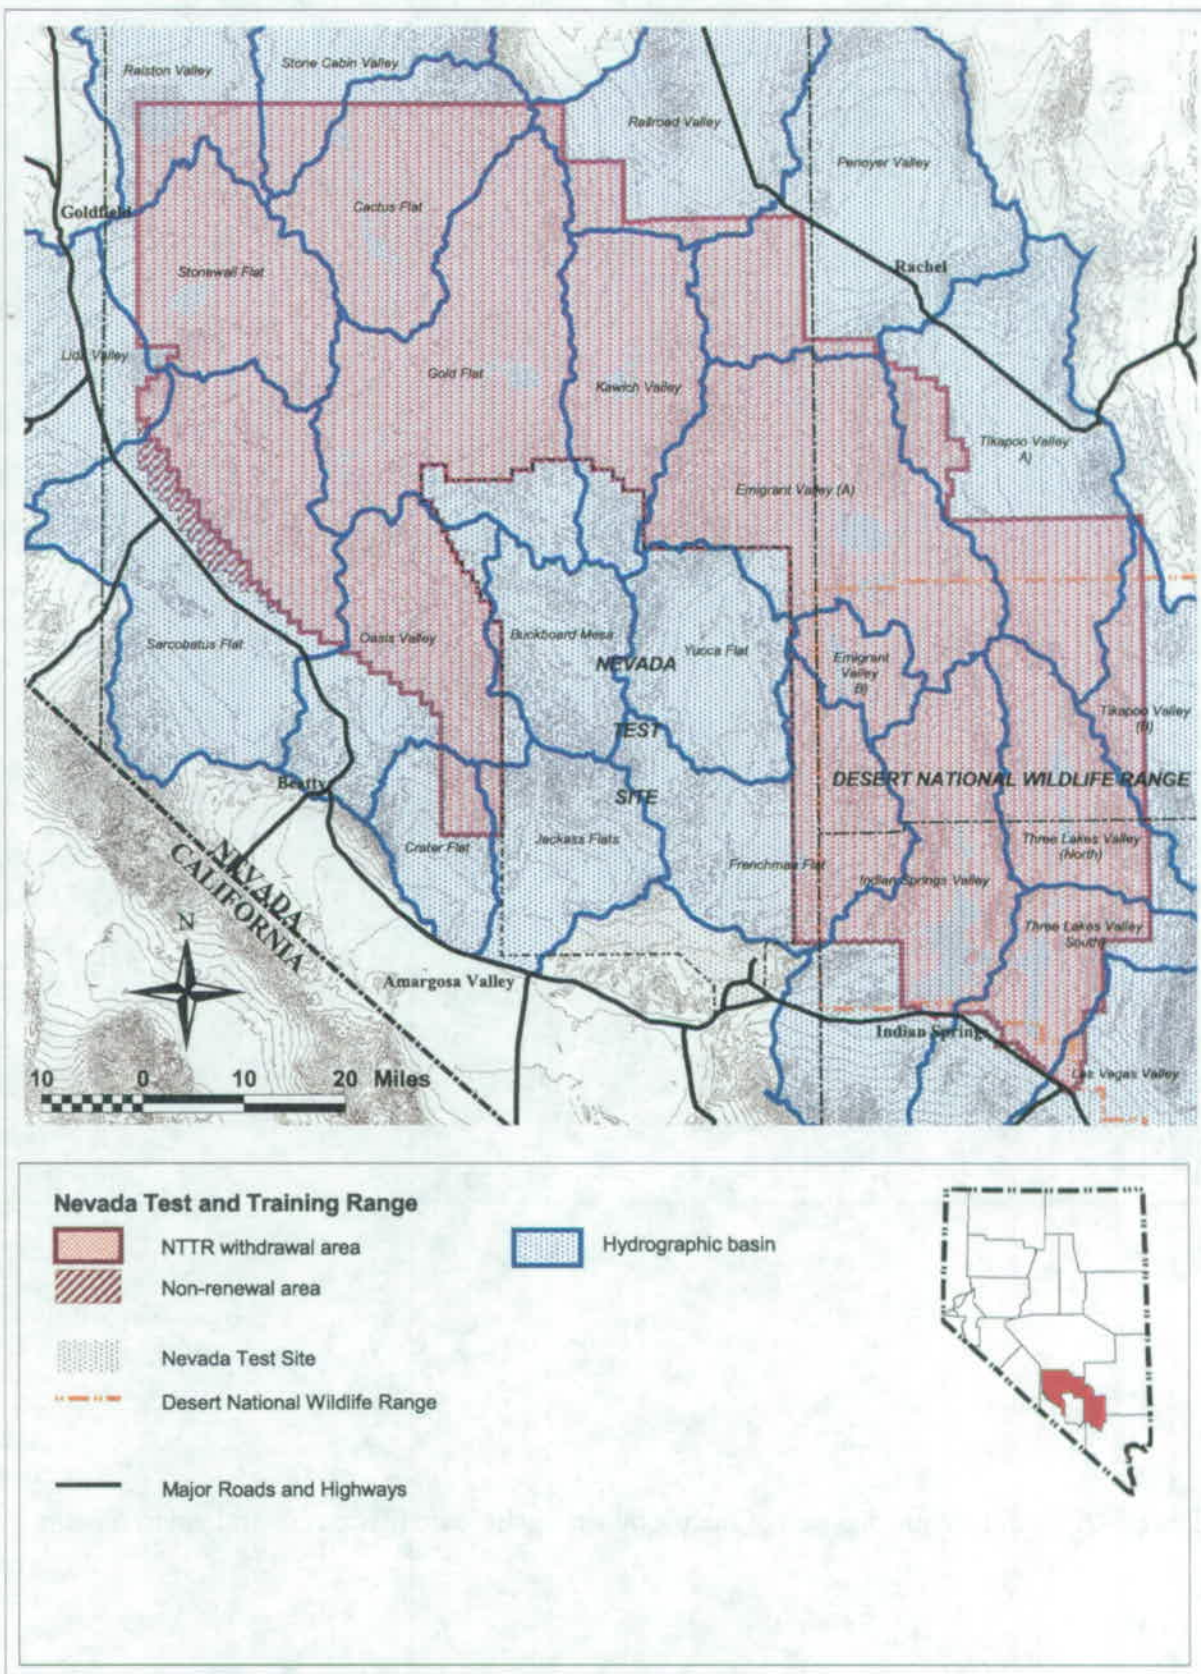 Ralston Valley
Stone Cabin Valley
Railroad Valley
Penoyer Valley
Goldfield
Cactus Flat
Stonewall Flat
Rachel
Lida Valley
Gold Flat
Kawich Valley
Tikapoo Valley
A)
Emigrant Valley (A)
Sarcobatus Flat
Oasis Valley
Buckboard Mesa
Yucca Flat
NEVADA
TEST
SITE
Emigrant
Valley
B)
Tikapoo Valley
(B)
DESERT NATIONAL WILDLIFE RANGE
Beatty
Crater Flat
Jackass Flats
Frenchman Flat
Indian Springs Valley
Three Lakes Valley
(North)
Three Lakes Valley
South)
NEVADA
CALIFORNIA
N
Amargosa Valley
Indian Springs
Las Vegas Valley
10 0 10 20 Miles
Nevada Test and Training Range
NTTR withdrawal area
Hydrographic basin
Non-renewal area
Nevada Test Site
Desert National Wildlife Range
Major Roads and Highways